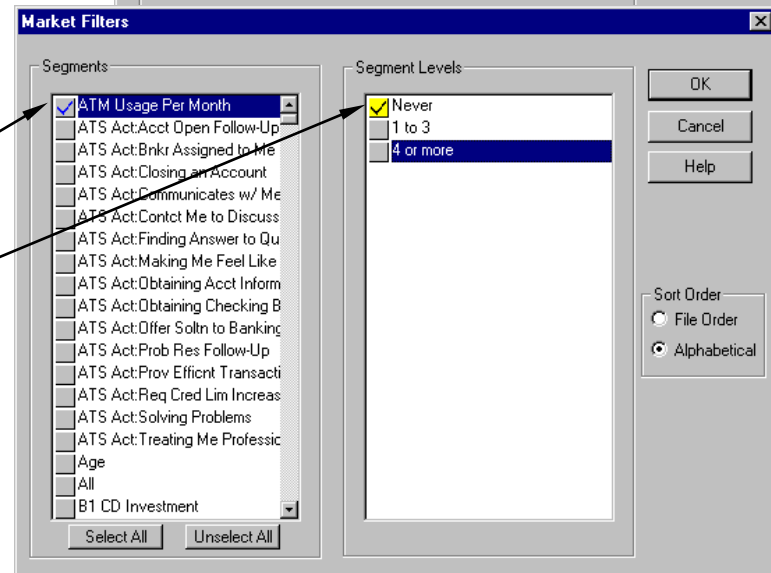 Market Filters
Segments
ATM Usage Per Month
ATS Act:Acct Open Follow-Up
ATS Act:Bnkr Assigned to Me
ATS Act:Closing an Account
ATS Act:Communicates w/ Me
ATS Act:Contct Me to Discuss
ATS Act:Finding Answer to Qu
ATS Act:Making Me Feel Like
ATS Act:Obtaining Acct Inform
ATS Act:Obtaining Checking B
ATS Act:Offer Soltn to Banking
ATS Act:Prob Res Follow-Up
ATS Act:Prov Efficnt Transacti
ATS Act:Req Cred Lim Increas
ATS Act:Solving Problems
ATS Act:Treating Me Professic
Age
All
B1 CD Investment
Select All
Unselect All
Segment Levels
Never
1 to 3
4 or more
OK
Cancel
Help
Sort Order
File Order
Alphabetical